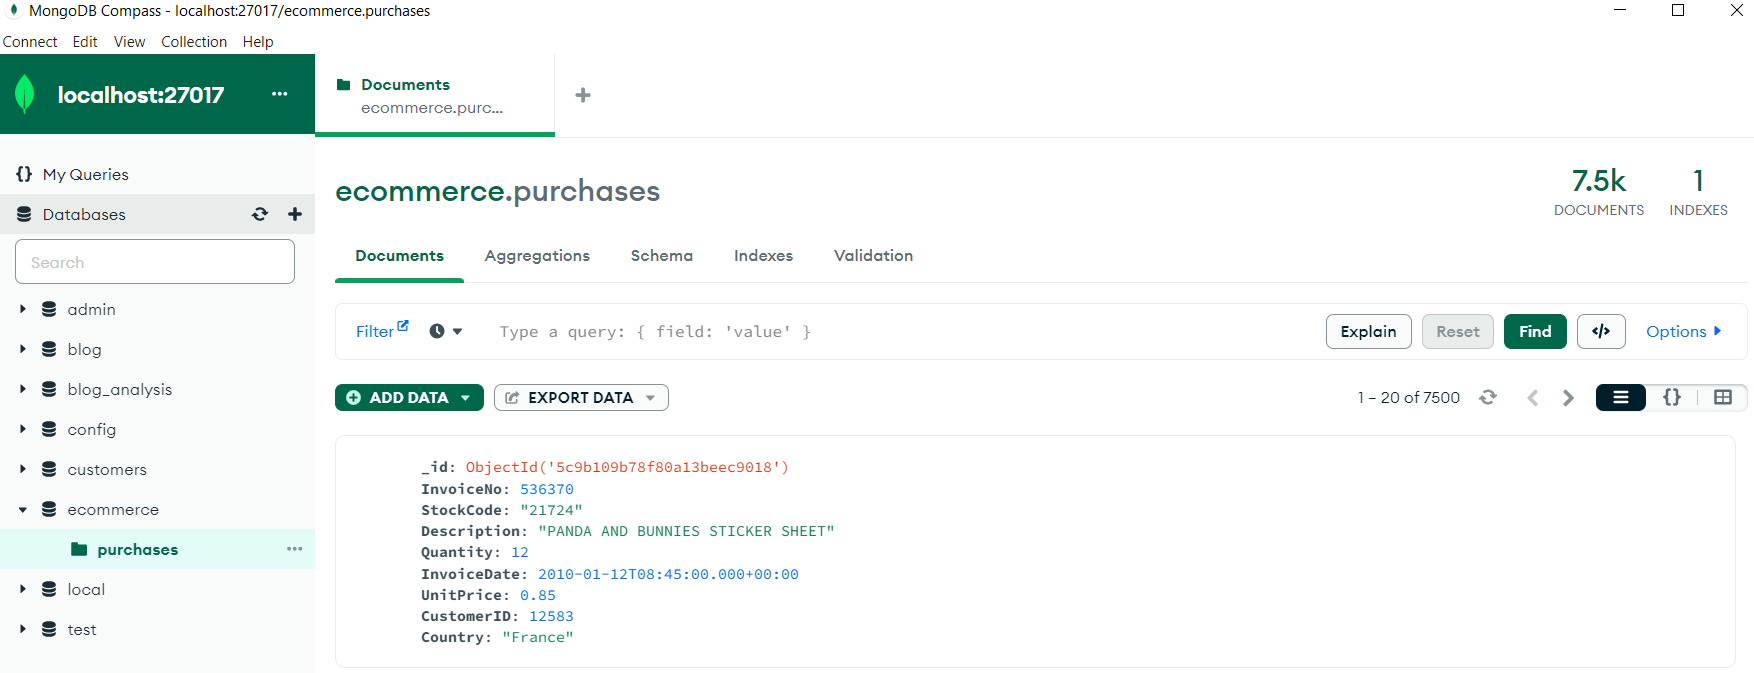 MongoDB Compass - localhost:27017/ecommerce.purchases
Connect Edit View Collection Help
localhost:27017 ...
Documents
ecommerce.purc...
+
{} My Queries
Databases
Search
admin
blog
blog_analysis
config
customers
ecommerce
purchases ...
local
test
ecommerce.purchases
7.5k
DOCUMENTS
1
INDEXES
Documents Aggregations Schema Indexes Validation
Filter Type a query: { field: 'value' } Explain Reset Find </> Options
ADD DATA EXPORT DATA 1 – 20 of 7500 {}
_id: ObjectId('5c9b109b78f80a13beec9018')
InvoiceNo: 536370
StockCode: "21724"
Description: "PANDA AND BUNNIES STICKER SHEET"
Quantity: 12
InvoiceDate: 2010-01-12T08:45:00.000+00:00
UnitPrice: 0.85
CustomerID: 12583
Country: "France"